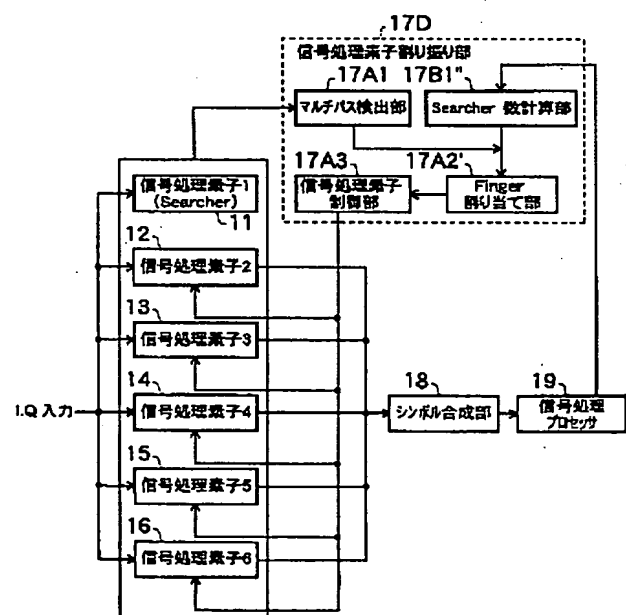 17D
信号処理素子割り振り部
17A1
17B1"
マルチパス検出部
Searcher 数計算部
17A3
17A2'
信号処理素子
制御部
Finger
割り当て部
信号処理素子1
(Searcher)
11
12
信号処理素子2
13
信号処理素子3
14
信号処理素子4
I.Q 入力
15
信号処理素子5
16
信号処理素子6
18
シンボル合成部
19
信号処理
プロセッサ